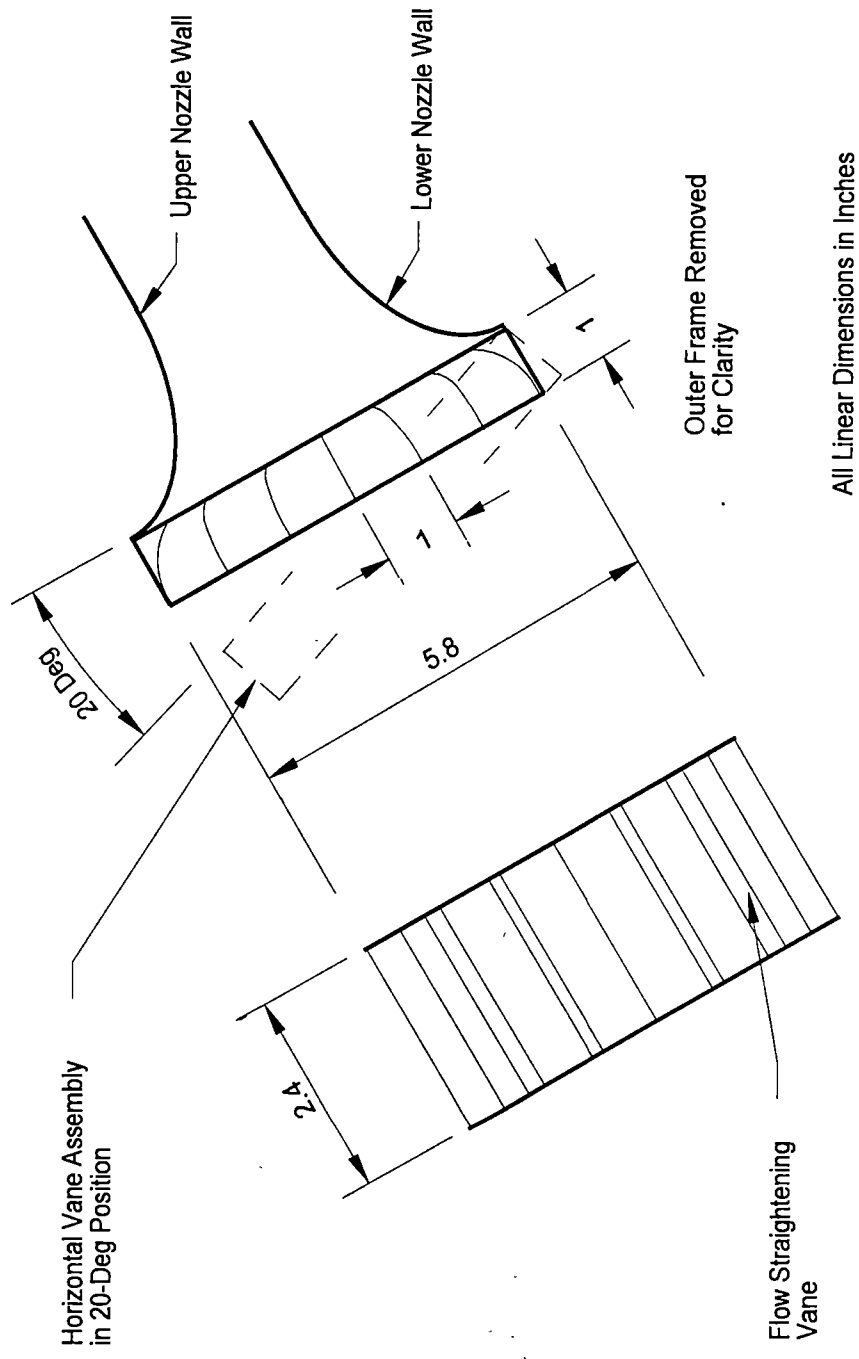 Horizontal Vane Assembly
in 20-Deg Position
20 Deg
Upper Nozzle Wall
Lower Nozzle Wall
1
1
5.8
2.4
Outer Frame Removed
for Clarity
Flow Straightening
Vane
All Linear Dimensions in Inches